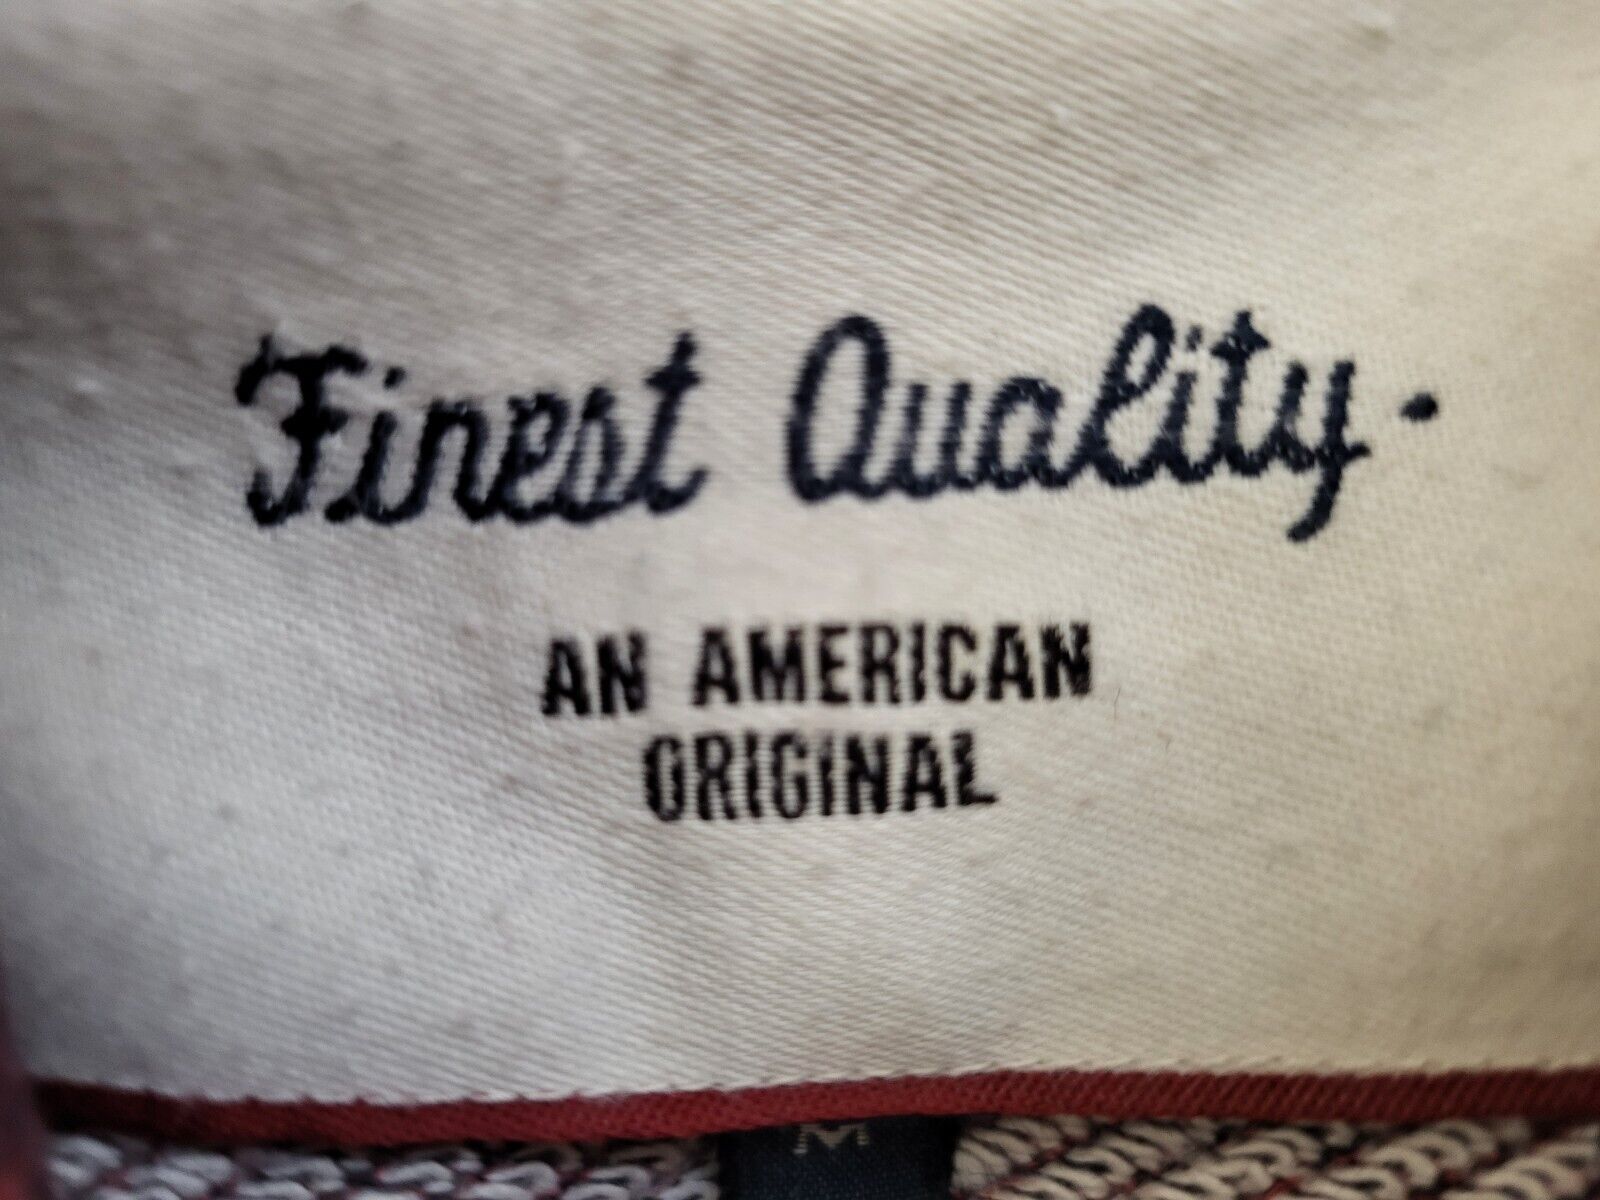 Finest Quality.
AN AMERICAN
ORIGINAL
M